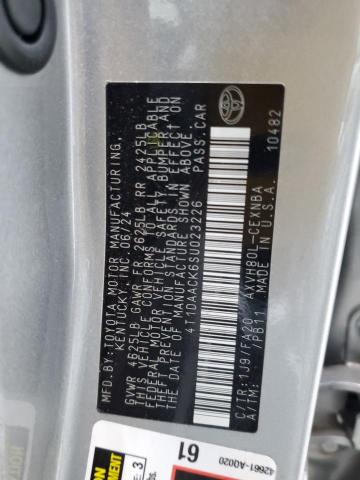 MFD.BY:TOYOTA MOTOR MANUFACTURING,
KENTUCKY, INC. 06/24
GVWR 4625LB GAWR FR 2625LB RR 2425LB
THIS VEHICLE CONFORMS TO ALL APPLICABLE
FEDERAL MOTOR VEHICLE SAFETY, BUMPER, AND
THEFT PREVENTION STANDARDS IN EFFECT ON
THE DATE OF MANUFACTURE SHOWN ABOVE.
4T1DAACK6SU023226 PASS.CAR
C/TR:1J9/FA20 AXVH80L-CEXNBA
A/TM: -/PB11 MADE IN U.S.A. 10482
61
42661-AQ020